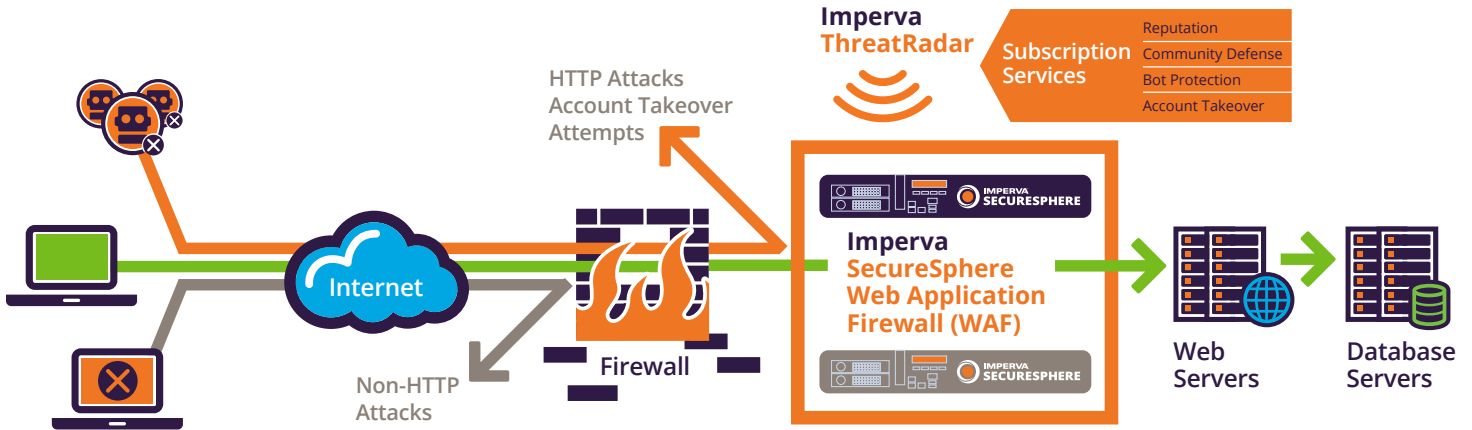 Imperva
ThreatRadar
Subscription
Services
Reputation
Community Defense
Bot Protection
Account Takeover
HTTP Attacks
Account Takeover
Attempts
IMPERVA
SECURESPHERE
Imperva
SecureSphere
Web Application
Firewall (WAF)
IMPERVA
SECURESPHERE
Internet
Firewall
Non-HTTP
Attacks
Web
Servers
Database
Servers